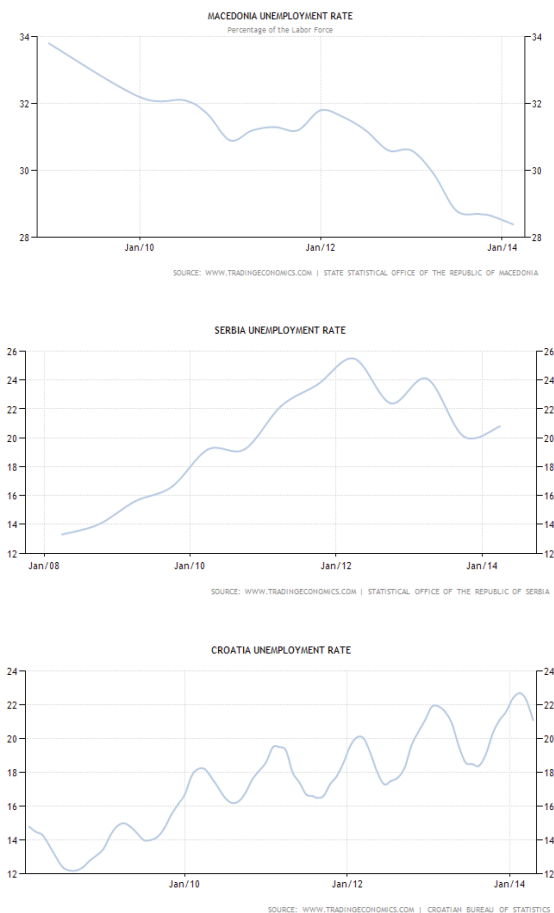 MACEDONIA UNEMPLOYMENT RATE
Percentage of the Labor Force
34 34
32 32
30 30
28 28
Jan/10 Jan/12 Jan/14
SOURCE: WWW.TRADINGECONOMICS.COM | STATE STATISTICAL OFFICE OF THE REPUBLIC OF MACEDONIA
SERBIA UNEMPLOYMENT RATE
26 26
24 24
22 22
20 20
18 18
16 16
14 14
12 12
Jan/08 Jan/10 Jan/12 Jan/14
SOURCE: WWW.TRADINGECONOMICS.COM | STATISTICAL OFFICE OF THE REPUBLIC OF SERBIA
CROATIA UNEMPLOYMENT RATE
24 24
22 22
20 20
18 18
16 16
14 14
12 12
Jan/10 Jan/12 Jan/14
SOURCE: WWW.TRADINGECONOMICS.COM | CROATIAN BUREAU OF STATISTICS